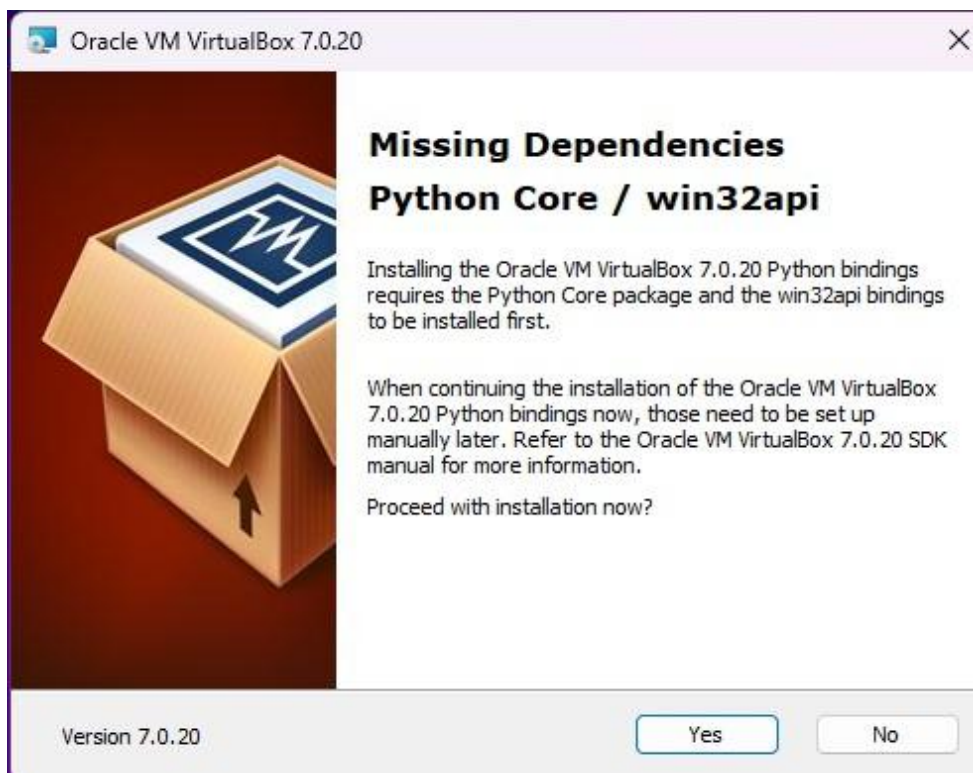 Oracle VM VirtualBox 7.0.20
Missing Dependencies
Python Core / win32api
Installing the Oracle VM VirtualBox 7.0.20 Python bindings
requires the Python Core package and the win32api bindings
to be installed first.
When continuing the installation of the Oracle VM VirtualBox
7.0.20 Python bindings now, those need to be set up
manually later. Refer to the Oracle VM VirtualBox 7.0.20 SDK
manual for more information.
Proceed with installation now?
Version 7.0.20
Yes
No